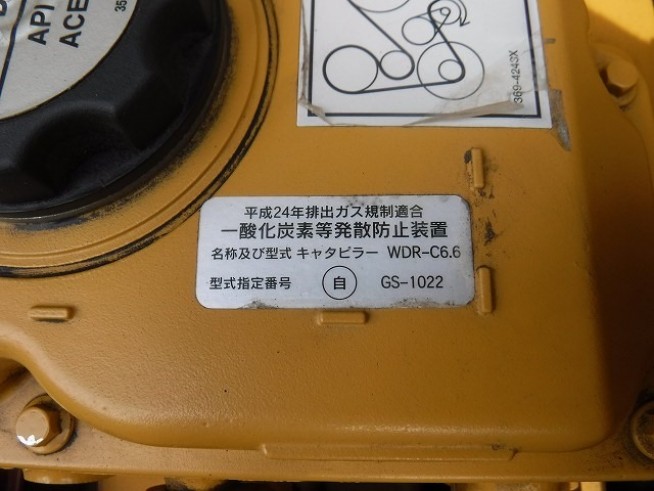 API
ACE
35
369-4243X
平成24年排出ガス規制適合
一酸化炭素等発散防止装置
名称及び型式 キャタピラー WDR-C6.6
型式指定番号 自 GS-1022